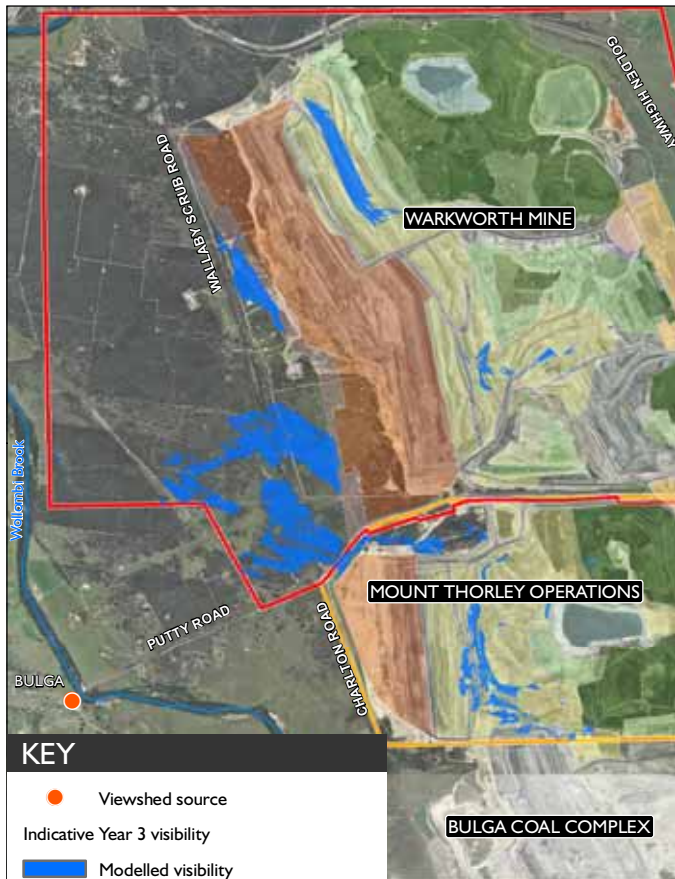 GOLDEN HIGHWAY
WALLABY SCRUB ROAD
WARKWORTH MINE
Wollombi Brook
MOUNT THORLEY OPERATIONS
PUTTY ROAD
CHARLTON ROAD
BULGA
KEY
Viewshed source
Indicative Year 3 visibility
Modelled visibility
BULGA COAL COMPLEX